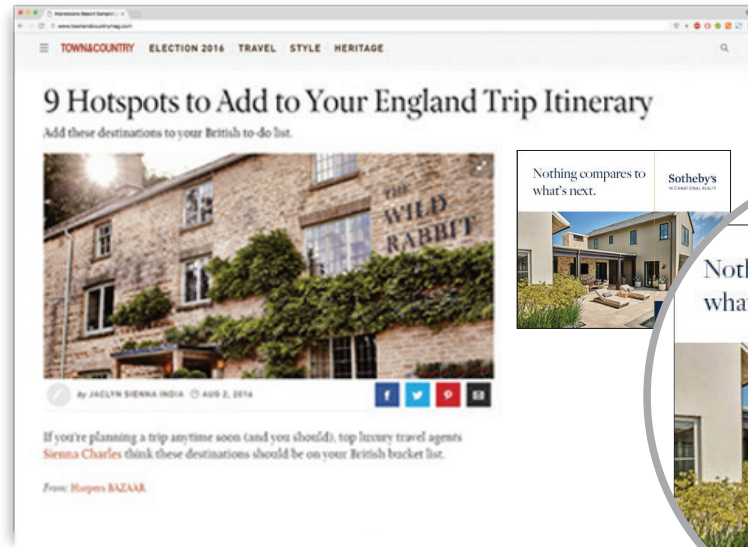 www.townandcountrymag.com
TOWN&COUNTRY ELECTION 2016 TRAVEL STYLE HERITAGE
9 Hotspots to Add to Your England Trip Itinerary
Add these destinations to your British to-do list.
THE
WILD
RABBIT
By JACLYN SIENNA INDIA AUG 2, 2016
If you're planning a trip anytime soon (and you should), top luxury travel agents
Sienna Charles think these destinations should be on your British bucket list.
From: Harpers BAZAAR
Nothing compares to
what's next.
Sotheby's
INTERNATIONAL REALTY
Noth
what